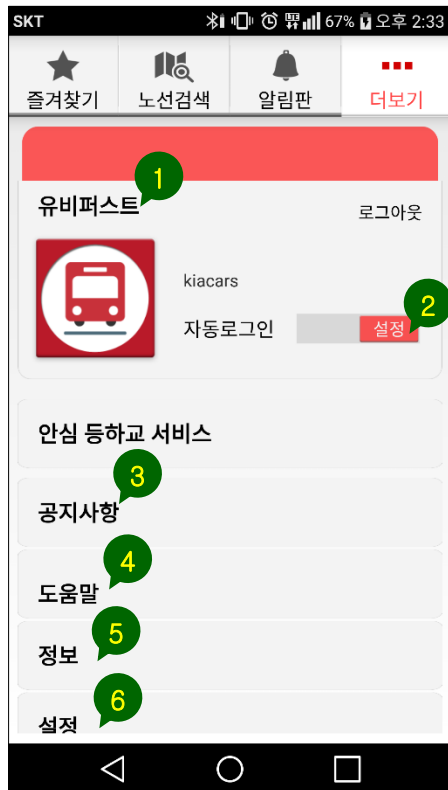 SKT 67% 오후 2:33
즐겨찾기 노선검색 알림판 더보기
1
유비퍼스트 로그아웃
kiacars
2
자동로그인 설정
안심 등하교 서비스
3
공지사항
4
도움말
5
정보
6
설정